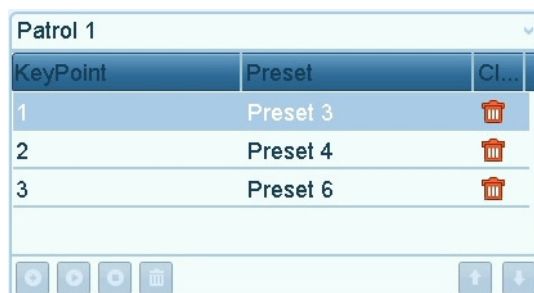 Patrol 1
KeyPoint Preset Cl...
1 Preset 3
2 Preset 4
3 Preset 6